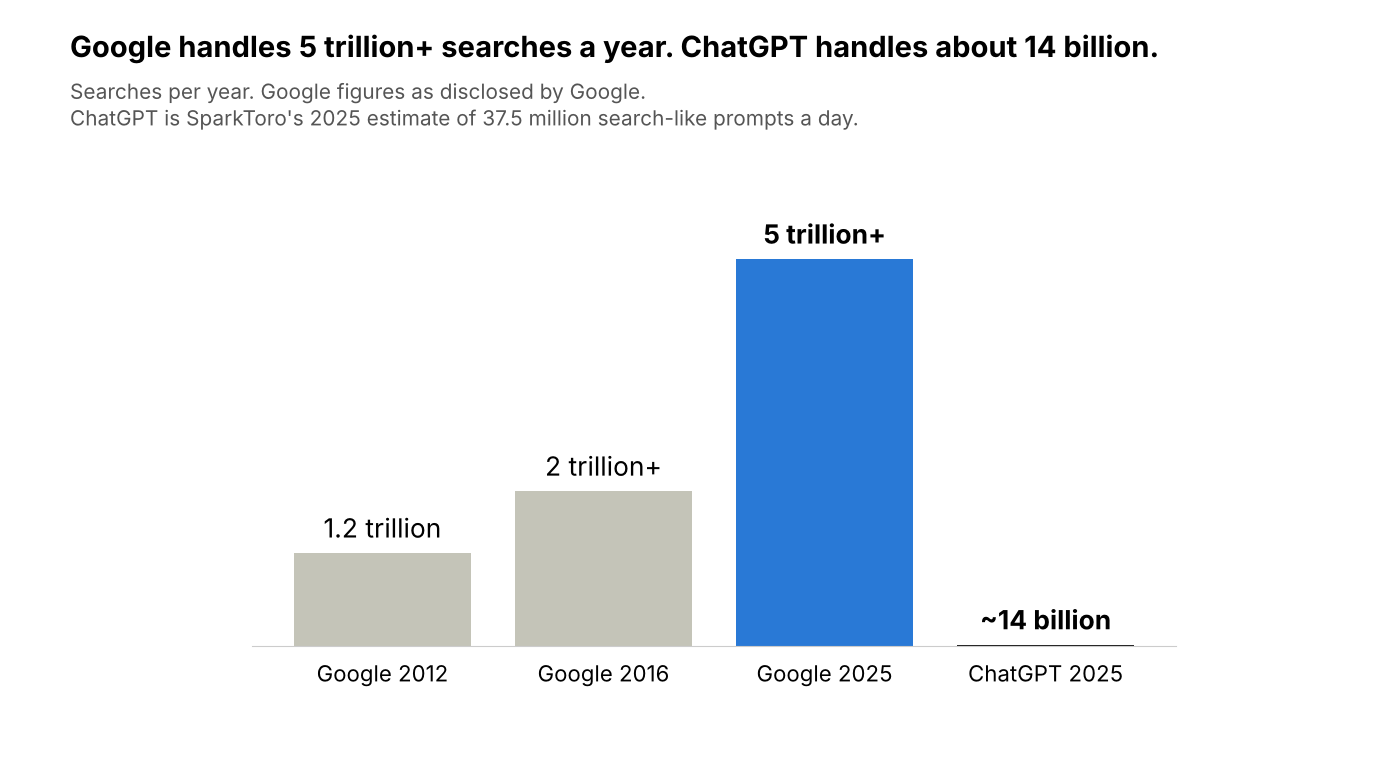 Google handles 5 trillion+ searches a year. ChatGPT handles about 14 billion.
Searches per year. Google figures as disclosed by Google.
ChatGPT is SparkToro's 2025 estimate of 37.5 million search-like prompts a day.
5 trillion+
2 trillion+
1.2 trillion
~14 billion
Google 2012
Google 2016
Google 2025
ChatGPT 2025